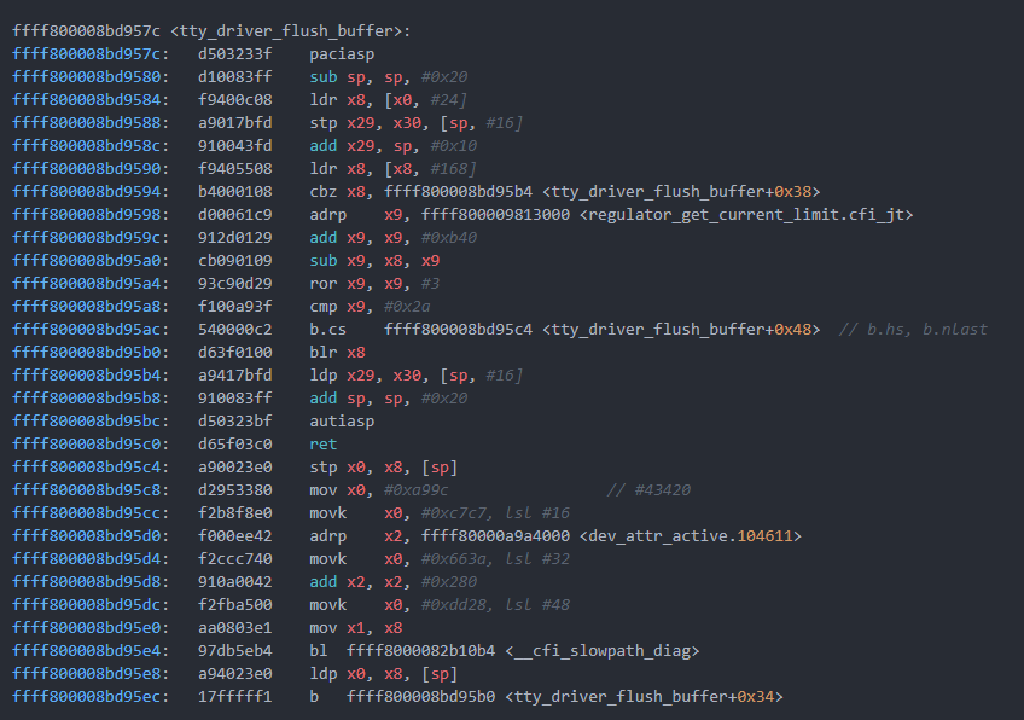 ffff800008bd957c <tty_driver_flush_buffer>:
ffff800008bd957c: d503233f paciasp
ffff800008bd9580: d10083ff sub sp, sp, #0x20
ffff800008bd9584: f9400c08 ldr x8, [x0, #24]
ffff800008bd9588: a9017bfd stp x29, x30, [sp, #16]
ffff800008bd958c: 910043fd add x29, sp, #0x10
ffff800008bd9590: f9405508 ldr x8, [x8, #168]
ffff800008bd9594: b4000108 cbz x8, ffff800008bd95b4 <tty_driver_flush_buffer+0x38>
ffff800008bd9598: d00061c9 adrp x9, ffff800009813000 <regulator_get_current_limit.cfi_jt>
ffff800008bd959c: 912d0129 add x9, x9, #0xb40
ffff800008bd95a0: cb090109 sub x9, x8, x9
ffff800008bd95a4: 93c90d29 ror x9, x9, #3
ffff800008bd95a8: f100a93f cmp x9, #0x2a
ffff800008bd95ac: 540000c2 b.cs ffff800008bd95c4 <tty_driver_flush_buffer+0x48> // b.hs, b.nlast
ffff800008bd95b0: d63f0100 blr x8
ffff800008bd95b4: a9417bfd ldp x29, x30, [sp, #16]
ffff800008bd95b8: 910083ff add sp, sp, #0x20
ffff800008bd95bc: d50323bf autiasp
ffff800008bd95c0: d65f03c0 ret
ffff800008bd95c4: a90023e0 stp x0, x8, [sp]
ffff800008bd95c8: d2953380 mov x0, #0xa99c // #43420
ffff800008bd95cc: f2b8f8e0 movk x0, #0xc7c7, lsl #16
ffff800008bd95d0: f000ee42 adrp x2, ffff80000a9a4000 <dev_attr_active.104611>
ffff800008bd95d4: f2ccc740 movk x0, #0x663a, lsl #32
ffff800008bd95d8: 910a0042 add x2, x2, #0x280
ffff800008bd95dc: f2fba500 movk x0, #0xdd28, lsl #48
ffff800008bd95e0: aa0803e1 mov x1, x8
ffff800008bd95e4: 97db5eb4 bl ffff8000082b10b4 <__cfi_slowpath_diag>
ffff800008bd95e8: a94023e0 ldp x0, x8, [sp]
ffff800008bd95ec: 17fffff1 b ffff800008bd95b0 <tty_driver_flush_buffer+0x34>